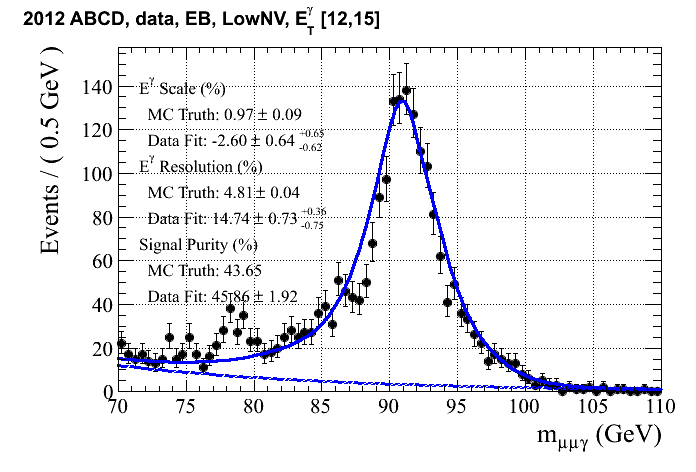 2012 ABCD, data, EB, LowNV, E_T^γ [12,15]
Events / ( 0.5 GeV )
140
120
100
80
60
40
20
0
E^γ Scale (%)
MC Truth: 0.97 ± 0.09
Data Fit: -2.60 ± 0.64 +0.65 -0.62
E^γ Resolution (%)
MC Truth: 4.81 ± 0.04
Data Fit: 14.74 ± 0.73 +0.36 -0.75
Signal Purity (%)
MC Truth: 43.65
Data Fit: 45.86 ± 1.92
70 75 80 85 90 95 100 105 110
m_μμγ (GeV)